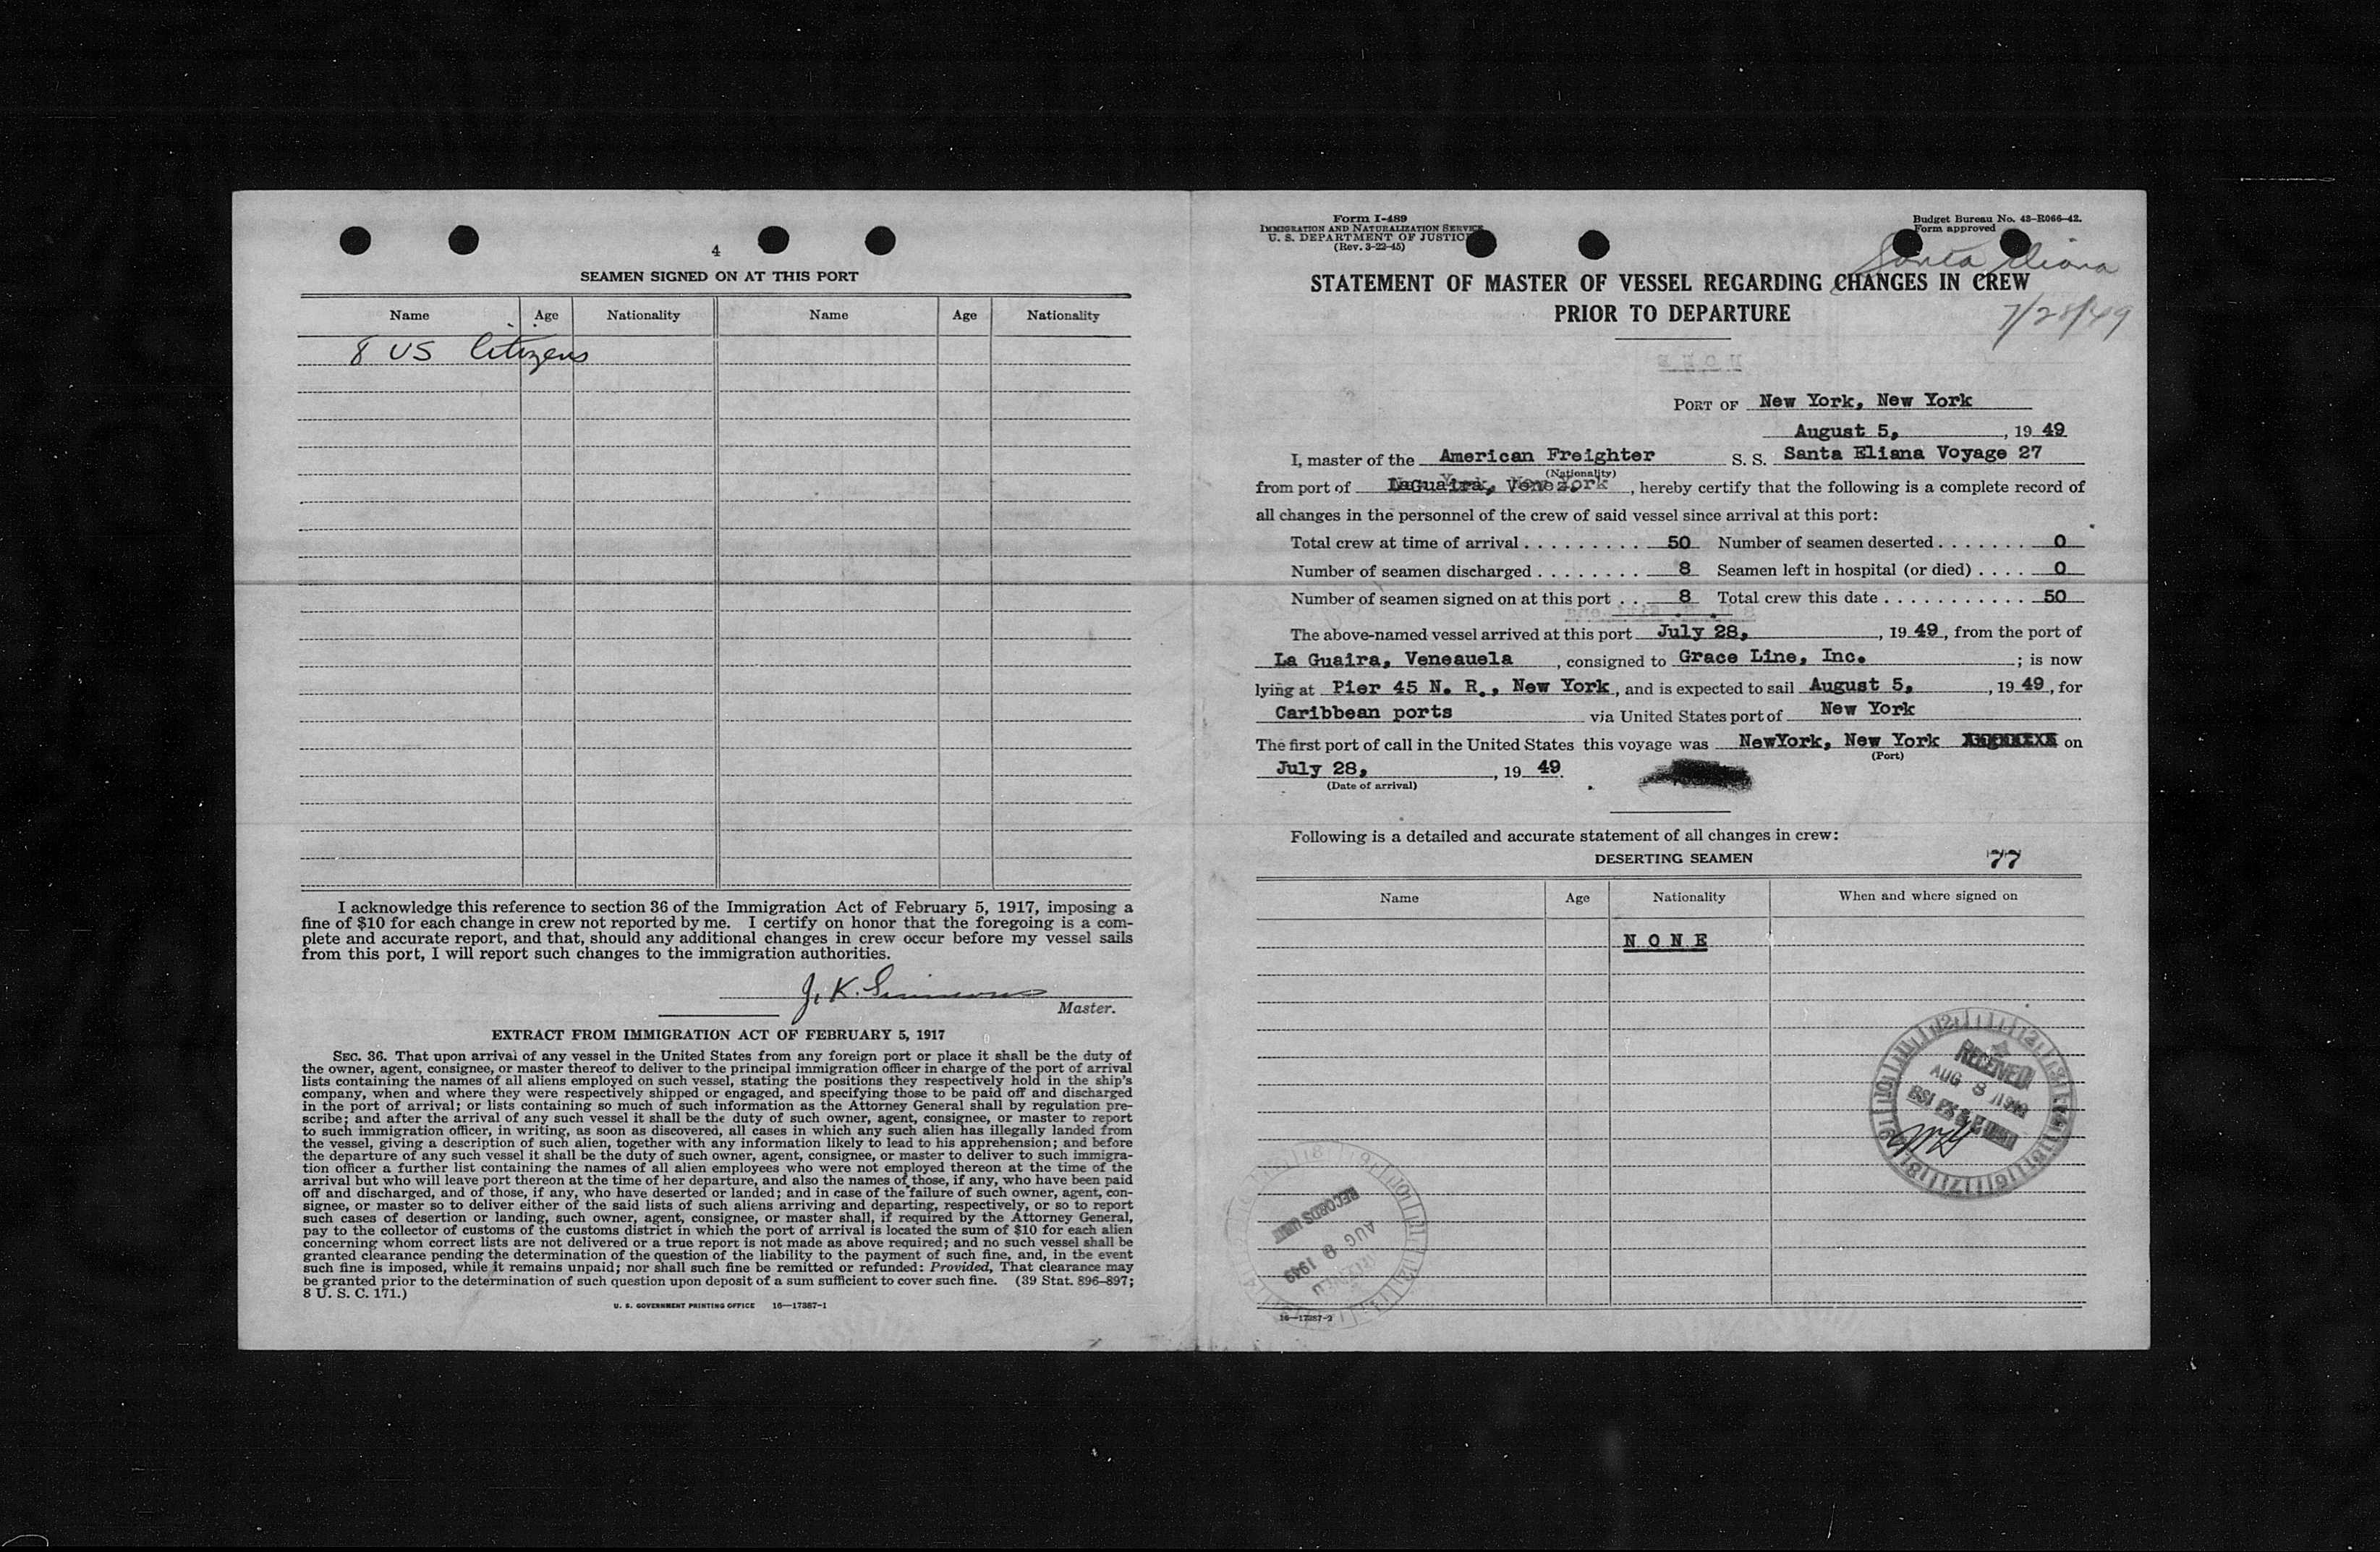 4
SEAMEN SIGNED ON AT THIS PORT
Name Age Nationality Name Age Nationality
8 US Citizens
I acknowledge this reference to section 36 of the Immigration Act of February 5, 1917, imposing a
fine of $10 for each change in crew not reported by me. I certify on honor that the foregoing is a com-
plete and accurate report, and that, should any additional changes in crew occur before my vessel sails
from this port, I will report such changes to the immigration authorities.
J. K. Simmons
Master.
EXTRACT FROM IMMIGRATION ACT OF FEBRUARY 5, 1917
SEC. 36. That upon arrival of any vessel in the United States from any foreign port or place it shall be the duty of
the owner, agent, consignee, or master thereof to deliver to the principal immigration officer in charge of the port of arrival
lists containing the names of all aliens employed on such vessel, stating the positions they respectively hold in the ship's
company, when and where they were respectively shipped or engaged, and specifying those to be paid off and discharged
in the port of arrival; or lists containing so much of such information as the Attorney General shall by regulation pre-
scribe; and after the arrival of any such vessel it shall be the duty of such owner, agent, consignee, or master to report
to such immigration officer, in writing, as soon as discovered, all cases in which any such alien has illegally landed from
the vessel, giving a description of such alien, together with any information likely to lead to his apprehension; and before
the departure of any such vessel it shall be the duty of such owner, agent, consignee, or master to deliver to such immigra-
tion officer a further list containing the names of all alien employees who were not employed thereon at the time of the
arrival but who will leave port thereon at the time of her departure, and also the names of those, if any, who have been paid
off and discharged, and of those, if any, who have deserted or landed; and in case of the failure of such owner, agent, con-
signee, or master so to deliver either of the said lists of such aliens arriving and departing, respectively, or so to report
such cases of desertion or landing, such owner, agent, consignee, or master shall, if required by the Attorney General,
pay to the collector of customs of the customs district in which the port of arrival is located the sum of $10 for each alien
concerning whom correct lists are not delivered or a true report is not made as above required; and no such vessel shall be
granted clearance pending the determination of the question of the liability to the payment of such fine, and, in the event
such fine is imposed, while it remains unpaid; nor shall such fine be remitted or refunded: Provided, That clearance may
be granted prior to the determination of such question upon deposit of a sum sufficient to cover such fine. (39 Stat. 896-897;
8 U. S. C. 171.)
U. S. GOVERNMENT PRINTING OFFICE 16—17387-1
Form I-489
IMMIGRATION AND NATURALIZATION SERVICE
U. S. DEPARTMENT OF JUSTICE
(Rev. 3-22-45)
Budget Bureau No. 43-R066-42.
Form approved
Santa Eliana
7/28/49
STATEMENT OF MASTER OF VESSEL REGARDING CHANGES IN CREW
PRIOR TO DEPARTURE
PORT OF New York, New York
August 5, , 19 49
I, master of the American Freighter S. S. Santa Eliana Voyage 27
(Nationality)
from port of LaGuaira, Venez. , hereby certify that the following is a complete record of
all changes in the personnel of the crew of said vessel since arrival at this port:
Total crew at time of arrival . . . . . . . . . . 50 Number of seamen deserted . . . . . . . 0
Number of seamen discharged . . . . . . . . 8 Seamen left in hospital (or died) . . . . 0
Number of seamen signed on at this port . . 8 Total crew this date . . . . . . . . . . . . 50
The above-named vessel arrived at this port July 28, , 19 49, from the port of
La Guaira, Veneauela , consigned to Grace Line, Inc. ; is now
lying at Pier 45 N. R., New York, and is expected to sail August 5, , 19 49, for
Caribbean ports via United States port of New York
The first port of call in the United States this voyage was NewYork, New York on
(Port)
July 28, , 19 49.
(Date of arrival)
Following is a detailed and accurate statement of all changes in crew:
DESERTING SEAMEN 77
Name Age Nationality When and where signed on
N O N E
RECEIVED
AUG 8 1949
RECORDS UNIT
AUG 9 1949
16—17387-2